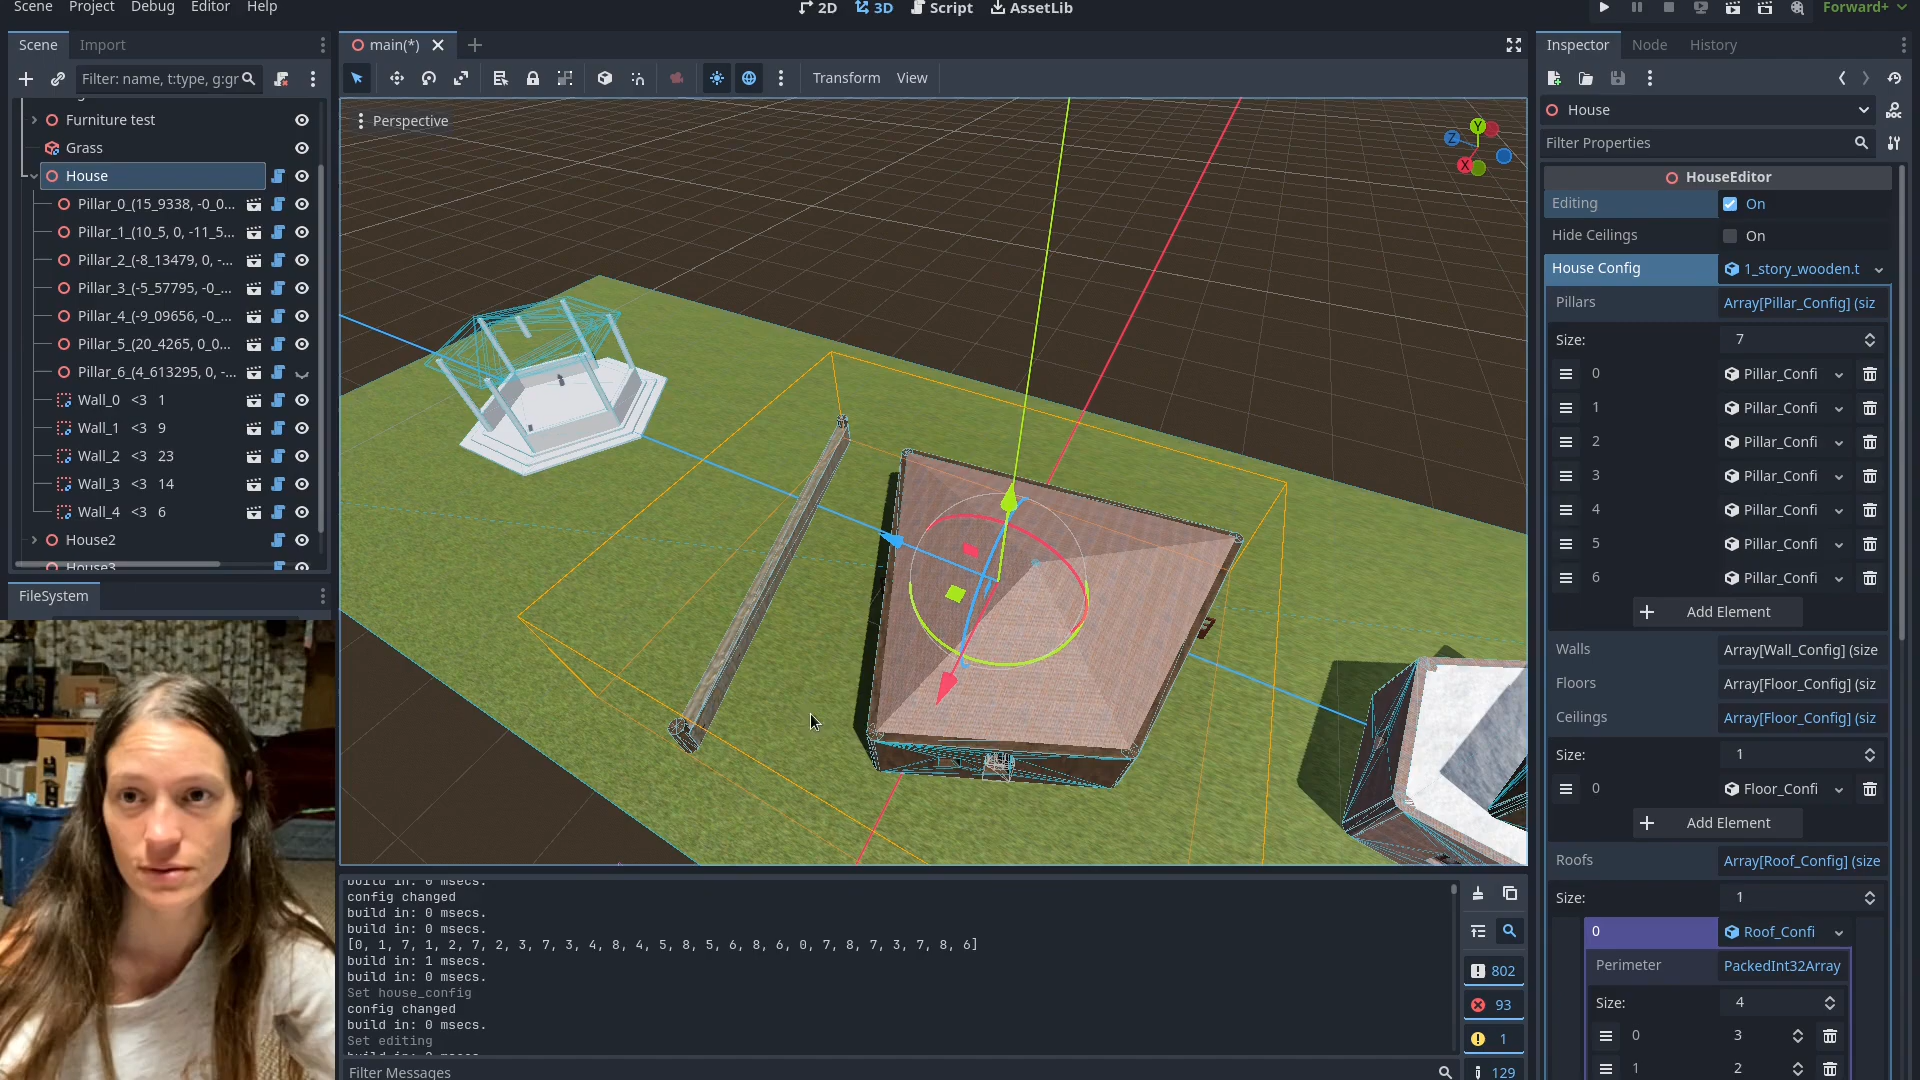 Scene Project Debug Editor Help
2D 3D Script AssetLib
Forward+
Scene Import
Filter: name, t:type, g:gr
Furniture test
Grass
House
Pillar_0_(15_9338, -0_0...
Pillar_1_(10_5, 0, -11_5...
Pillar_2_(-8_13479, 0, -...
Pillar_3_(-5_57795, -0_...
Pillar_4_(-9_09656, -0_...
Pillar_5_(20_4265, 0_0...
Pillar_6_(4_613295, 0, -...
Wall_0 <3 1
Wall_1 <3 9
Wall_2 <3 23
Wall_3 <3 14
Wall_4 <3 6
House2
House3
FileSystem
main(*)
Transform View
Perspective
Y
Z
X
build in: 0 msecs.
config changed
build in: 0 msecs.
build in: 0 msecs.
[0, 1, 7, 1, 2, 7, 2, 3, 7, 3, 4, 8, 4, 5, 8, 5, 6, 8, 6, 0, 7, 8, 7, 3, 7, 8, 6]
build in: 1 msecs.
build in: 0 msecs.
Set house_config
config changed
build in: 0 msecs.
Set editing
Filter Messages
802
93
1
129
Inspector Node History
House
DOC
Filter Properties
HouseEditor
Editing On
Hide Ceilings On
House Config 1_story_wooden.t
Pillars Array[Pillar_Config] (siz
Size: 7
0 Pillar_Confi
1 Pillar_Confi
2 Pillar_Confi
3 Pillar_Confi
4 Pillar_Confi
5 Pillar_Confi
6 Pillar_Confi
Add Element
Walls Array[Wall_Config] (size
Floors Array[Floor_Config] (siz
Ceilings Array[Floor_Config] (siz
Size: 1
0 Floor_Confi
Add Element
Roofs Array[Roof_Config] (size
Size: 1
0 Roof_Confi
Perimeter PackedInt32Array
Size: 4
0 3
1 2